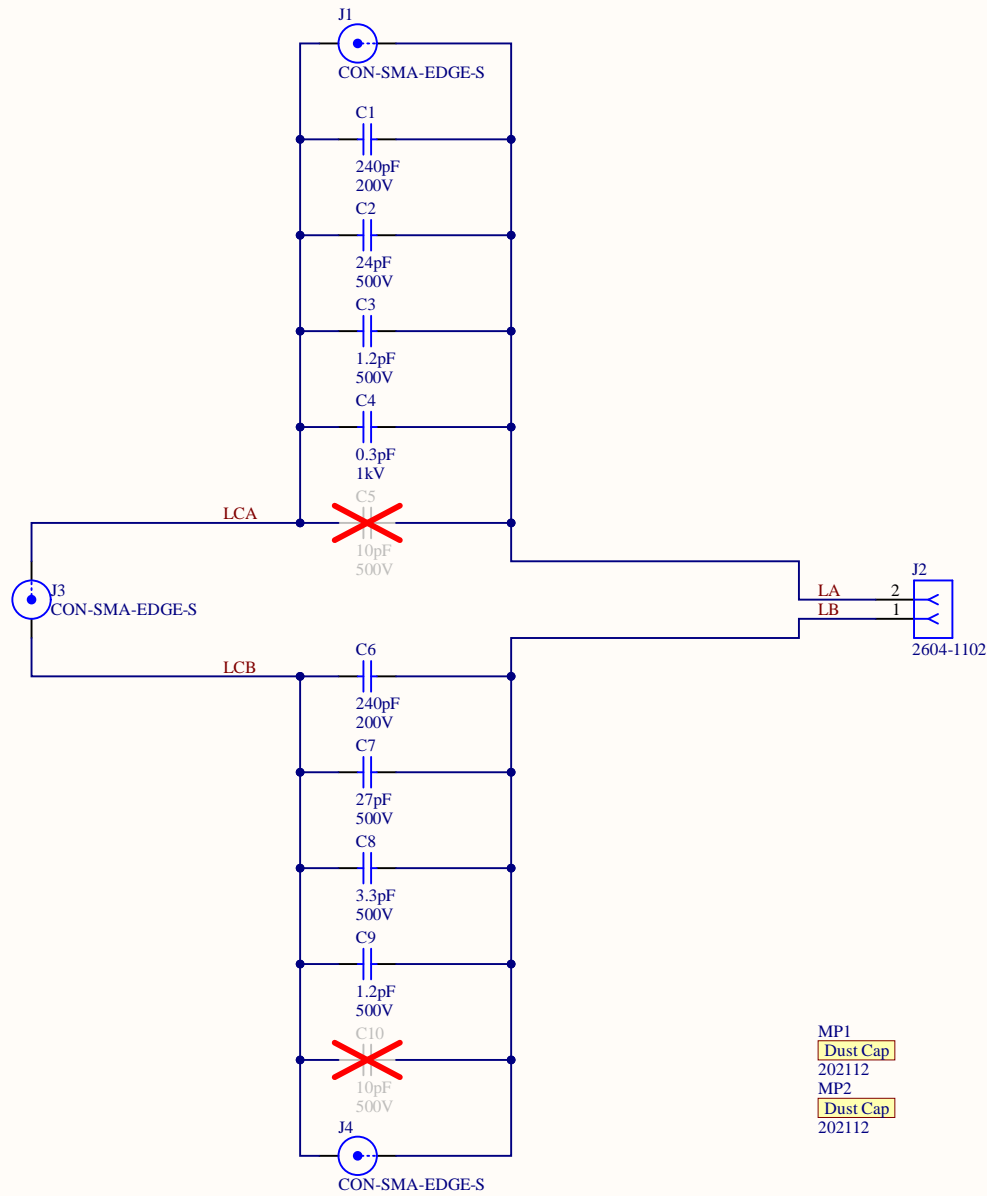 J1
CON-SMA-EDGE-S
C1
240pF
200V
C2
24pF
500V
C3
1.2pF
500V
C4
0.3pF
1kV
C5
10pF
500V
LCA
J3
CON-SMA-EDGE-S
LCB
J2
LA 2
LB 1
2604-1102
C6
240pF
200V
C7
27pF
500V
C8
3.3pF
500V
C9
1.2pF
500V
C10
10pF
500V
J4
CON-SMA-EDGE-S
MP1
Dust Cap
202112
MP2
Dust Cap
202112